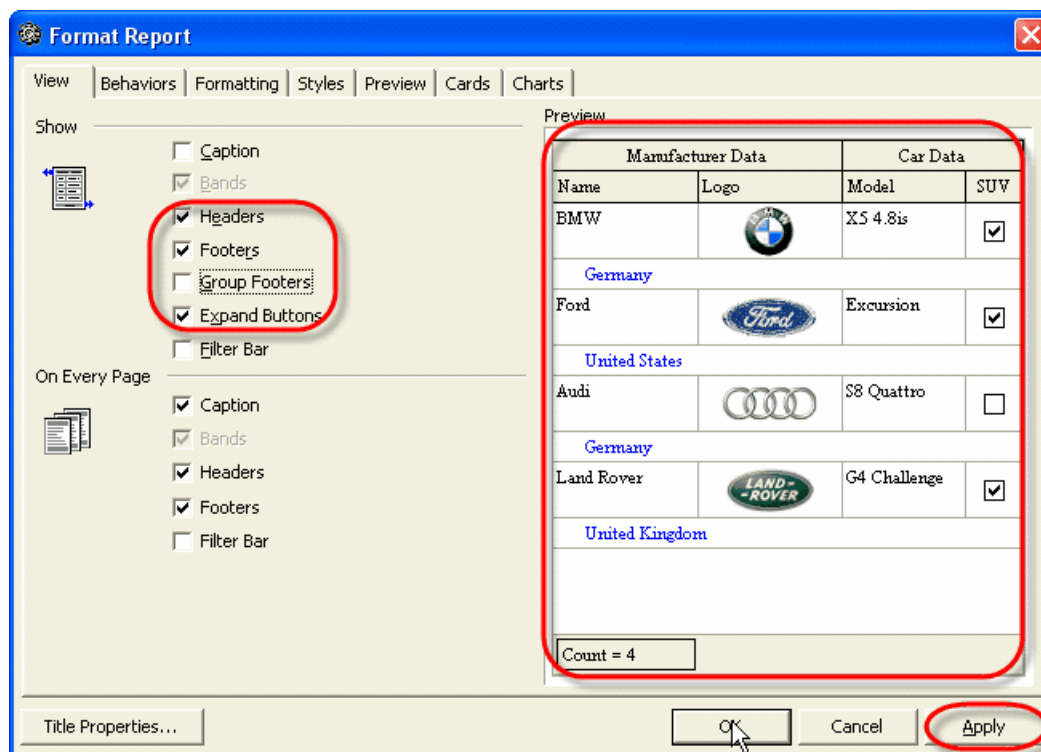 Format Report
View Behaviors Formatting Styles Preview Cards Charts
Show
Caption
Bands
Headers
Footers
Group Footers
Expand Buttons
Filter Bar
On Every Page
Caption
Bands
Headers
Footers
Filter Bar
Preview
Manufacturer Data Car Data
Name Logo Model SUV
BMW BMW X5 4.8is
Germany
Ford Ford Excursion
United States
Audi S8 Quattro
Germany
Land Rover LAND- -ROVER G4 Challenge
United Kingdom
Count = 4
Title Properties... OK Cancel Apply